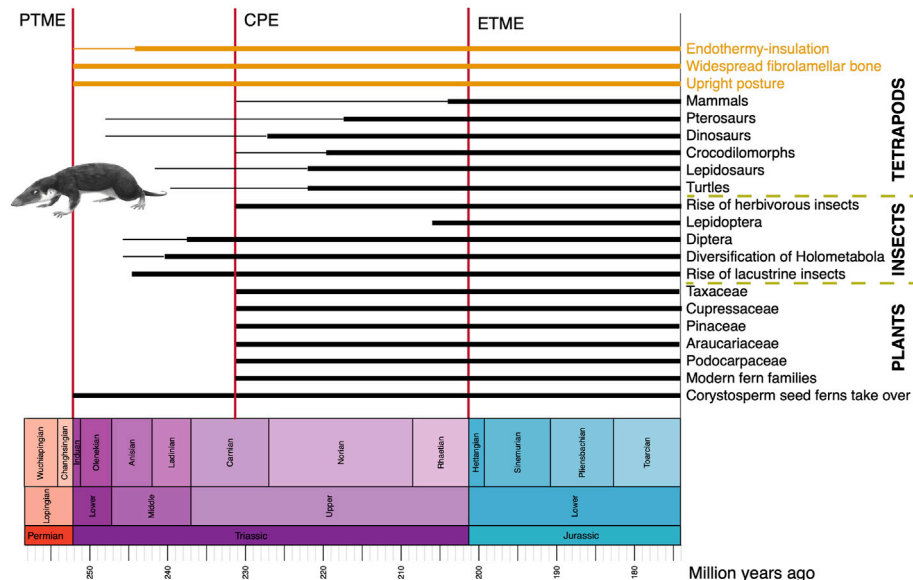 PTME
CPE
ETME
Endothermy-insulation
Widespread fibrolamellar bone
Upright posture
Mammals
Pterosaurs
Dinosaurs
Crocodilomorphs
Lepidosaurs
Turtles
TETRAPODS
Rise of herbivorous insects
Lepidoptera
Diptera
Diversification of Holometabola
Rise of lacustrine insects
INSECTS
Taxaceae
Cupressaceae
Pinaceae
Araucariaceae
Podocarpaceae
Modern fern families
Corystosperm seed ferns take over
PLANTS
Wuchiapingian
Changhsingian
Induan
Olenekian
Anisian
Ladinian
Carnian
Norian
Rhaetian
Hettangian
Sinemurian
Pliensbachian
Toarcian
Lopingian
Lower
Middle
Upper
Lower
Permian
Triassic
Jurassic
250
240
230
220
210
200
190
180
Million years ago